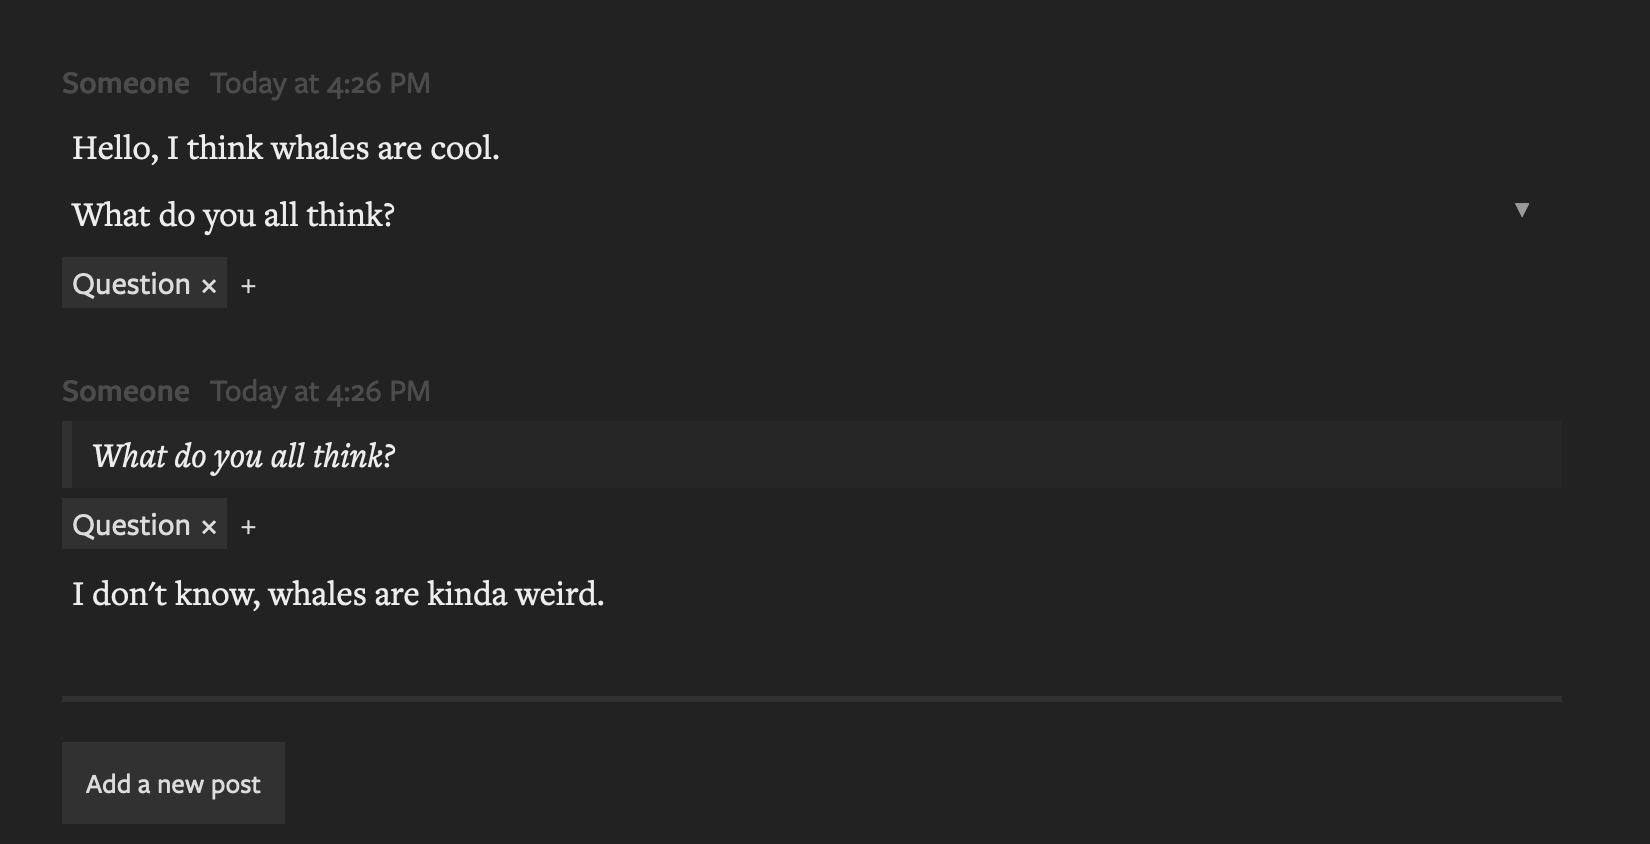 Someone Today at 4:26 PM
Hello, I think whales are cool.
What do you all think?
▼
Question × +
Someone Today at 4:26 PM
What do you all think?
Question × +
I don't know, whales are kinda weird.
Add a new post